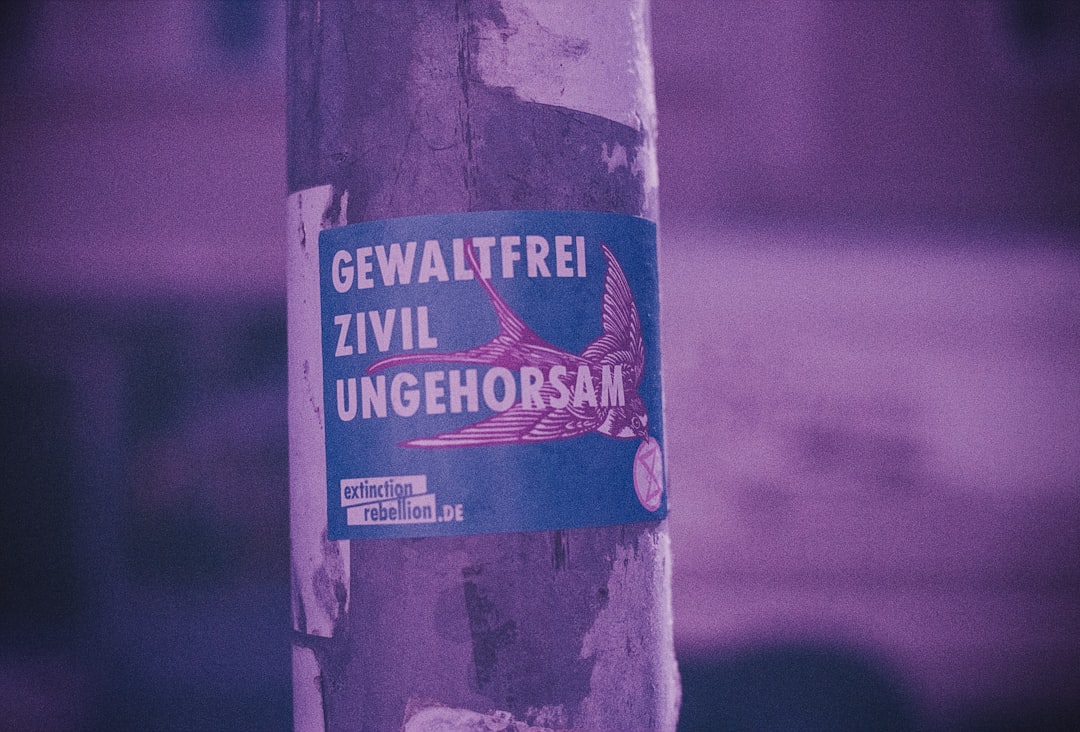 GEWALTFREI
ZIVIL
UNGEHORSAM
extinction
rebellion.DE